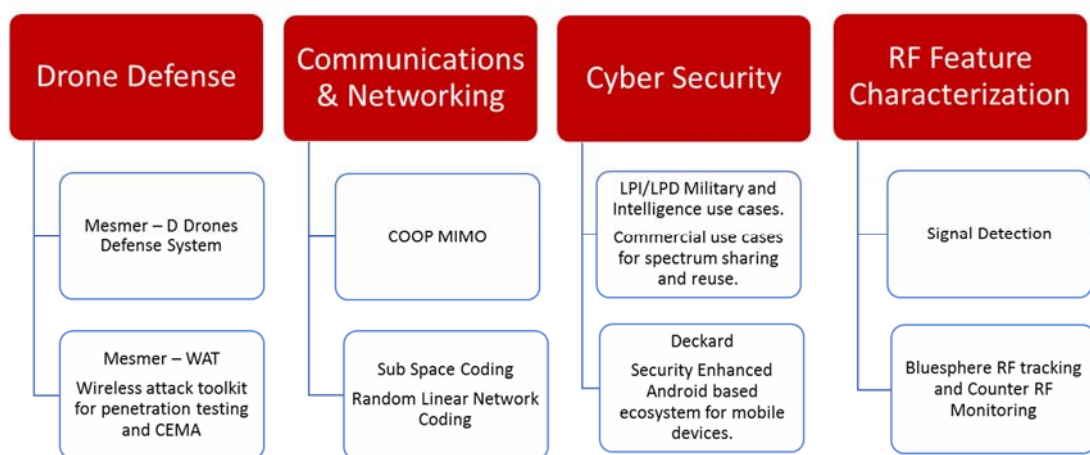 Drone Defense
Mesmer – D Drones
Defense System
Mesmer – WAT
Wireless attack toolkit
for penetration testing
and CEMA
Communications
& Networking
COOP MIMO
Sub Space Coding
Random Linear Network
Coding
Cyber Security
LPI/LPD Military and
Intelligence use cases.
Commercial use cases
for spectrum sharing
and reuse.
Deckard
Security Enhanced
Android based
ecosystem for mobile
devices.
RF Feature
Characterization
Signal Detection
Bluesphere RF tracking
and Counter RF
Monitoring